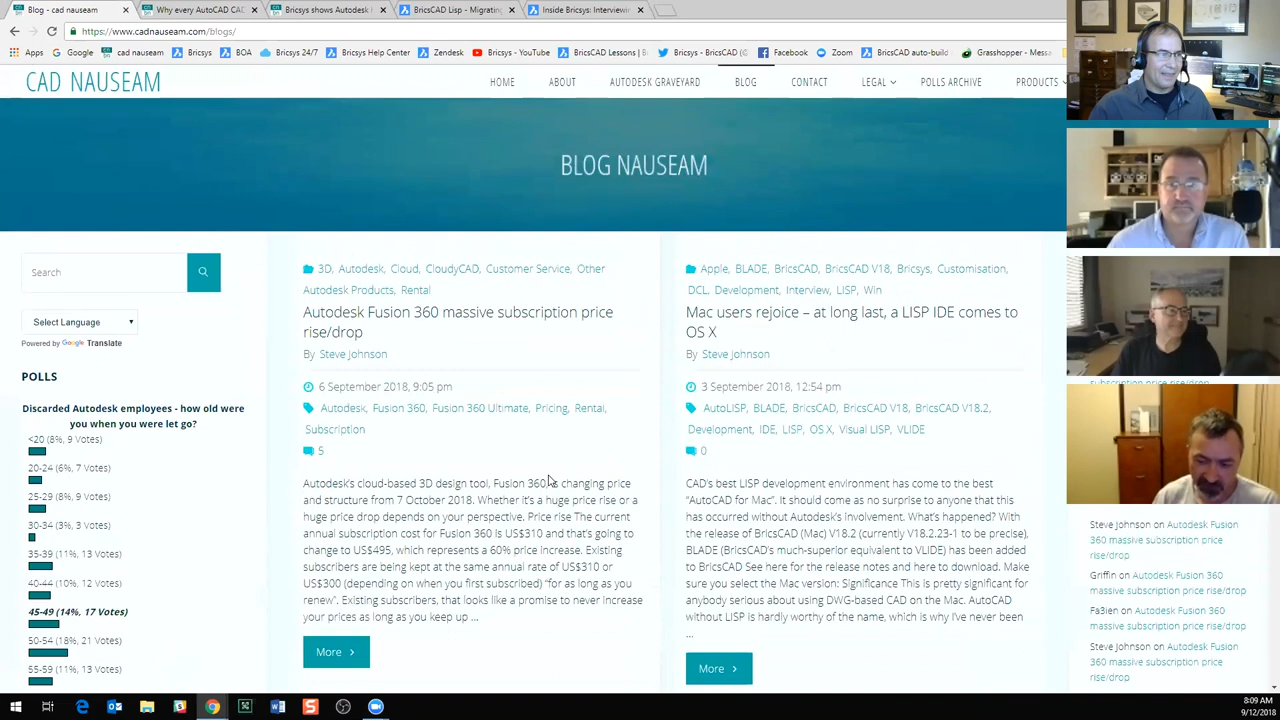 Blog - cad nauseam
Why every AutoCAD CAD
Bricsys shows Autodesk
BricsCAD Lisp - Migrating
Inside Bricsys: Interviewin
https://www.cadnauseam.com/blogs/
Apps
Google
cad nauseam
Bricsys
BOA
Bricsys 24/7
Bricsys Partner
Zendesk
YouTube
BricsCAD Lessons
Bricsys - BricsCAD (@
Facebook
Zoom
BricsCAD
Grasshopper - Messa
CAD NAUSEAM
HOME
ABOUT
AUTODESK GRAVEYARD
BLOG
CONTACT
LEGAL
POLLS ARCHIVE
PRODUCTS
BLOG NAUSEAM
Search
Select Language
Powered by Google Translate
POLLS
Discarded Autodesk employees - how old were
you when you were let go?
<20 (8%, 9 Votes)
20-24 (6%, 7 Votes)
25-29 (8%, 9 Votes)
30-34 (3%, 3 Votes)
35-39 (11%, 13 Votes)
40-44 (10%, 12 Votes)
45-49 (14%, 17 Votes)
50-54 (18%, 21 Votes)
55-59 (11%, 13 Votes)
3D, Autodesk, Cloud, Cloud CAD, Customer Service, Other
Autodesk Products, Rental
Autodesk Fusion 360 massive subscription price
rise/drop
By Steve Johnson
6 September 2018, 9:05 pm
Autodesk, Fusion 360, Fusion 360 Ultimate, Pricing, Rental,
Subscription
5
Autodesk's cloud-based 3D design tool, Fusion 360 is changing price
and structure from 7 October 2018. Whether it's a huge price rise or a
huge price drop depends on your perspective. Price rise The current
annual subscription cost for Fusion 360 is US$310 and that's going to
change to US$495, which represents a 60% price increase. Existing
subscribers are being kept at the same annual rate of US$310 or
US$300 (depending on when you first subscribed) "for as long as you
renew". Existing subscribers, that looks like a promise to never increase
your prices as long as you keep up ...
More
Apple, BLADE, BricsCAD, BricsCAD V18, Bricsys, Customisation,
DCL, Development, Interview, LISP, Win
Mac users rejoice - at long last, a LISP IDE comes to
OS X
By Steve Johnson
3 September 2018, 12:54 pm
AutoLISP, BLADE, BricsCAD, BricsCAD V18, BricsCAD V18.2,
Development, IDE, LISP, OS X, Visual LISP, VLIDE
0
CAD's best LISP development environment has come to the best
"AutoCAD for Mac". It should come as no surprise to anyone that this
has occurred without Autodesk's involvement. What's happened? With
the release of BricsCAD (Mac) V18.2 (currently V18.2.23-1 to be precise),
BLADE (BricsCAD's much-superior equivalent to VLIDE) has been added
to BricsCAD See here for the release notes and here to download. Make
sure you select the Mac version: Significance This is pretty significant for
anybody serious about using DWG-based CAD on the Mac. AutoCAD
without LISP is hardly worthy of the name, which is why I've never been
...
More
subscription price
Steve Johnson on Autodesk Fusion
360 massive subscription price
rise/drop
Griffin on Autodesk Fusion 360
massive subscription price rise/drop
Fa3ien on Autodesk Fusion 360
massive subscription price rise/drop
Steve Johnson on Autodesk Fusion
360 massive subscription price
rise/drop
8:09 AM
9/12/2018